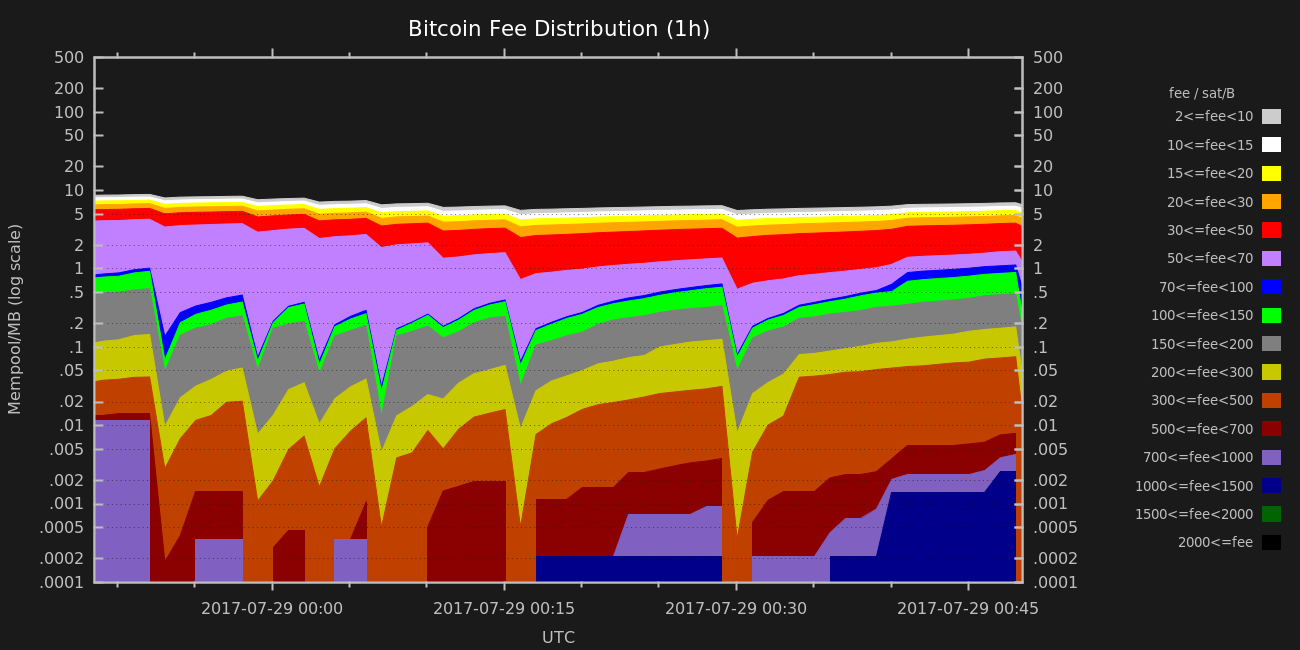 Bitcoin Fee Distribution (1h)
500 500
200 200
100 100
50 50
20 20
10 10
5 5
2 2
1 1
.5 .5
.2 .2
.1 .1
.05 .05
.02 .02
.01 .01
.005 .005
.002 .002
.001 .001
.0005 .0005
.0002 .0002
.0001 .0001
Mempool/MB (log scale)
2017-07-29 00:00 2017-07-29 00:15 2017-07-29 00:30 2017-07-29 00:45
UTC
fee / sat/B
2<=fee<10
10<=fee<15
15<=fee<20
20<=fee<30
30<=fee<50
50<=fee<70
70<=fee<100
100<=fee<150
150<=fee<200
200<=fee<300
300<=fee<500
500<=fee<700
700<=fee<1000
1000<=fee<1500
1500<=fee<2000
2000<=fee